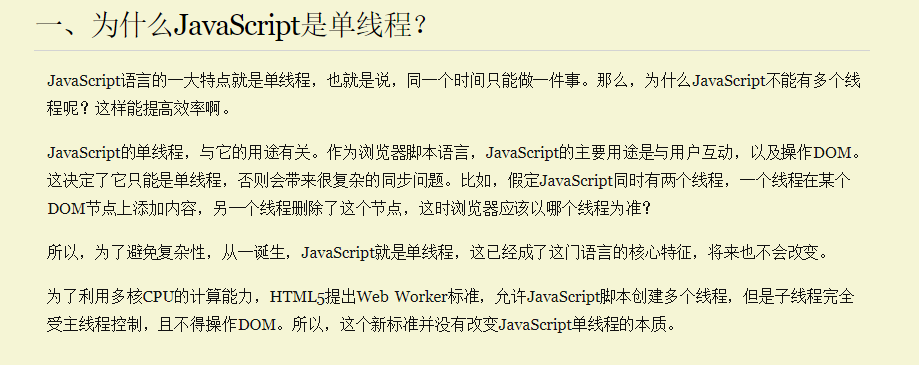 一、为什么JavaScript是单线程？
JavaScript语言的一大特点就是单线程，也就是说，同一个时间只能做一件事。那么，为什么JavaScript不能有多个线
程呢？这样能提高效率啊。
JavaScript的单线程，与它的用途有关。作为浏览器脚本语言，JavaScript的主要用途是与用户互动，以及操作DOM。
这决定了它只能是单线程，否则会带来很复杂的同步问题。比如，假定JavaScript同时有两个线程，一个线程在某个
DOM节点上添加内容，另一个线程删除了这个节点，这时浏览器应该以哪个线程为准？
所以，为了避免复杂性，从一诞生，JavaScript就是单线程，这已经成了这门语言的核心特征，将来也不会改变。
为了利用多核CPU的计算能力，HTML5提出Web Worker标准，允许JavaScript脚本创建多个线程，但是子线程完全
受主线程控制，且不得操作DOM。所以，这个新标准并没有改变JavaScript单线程的本质。